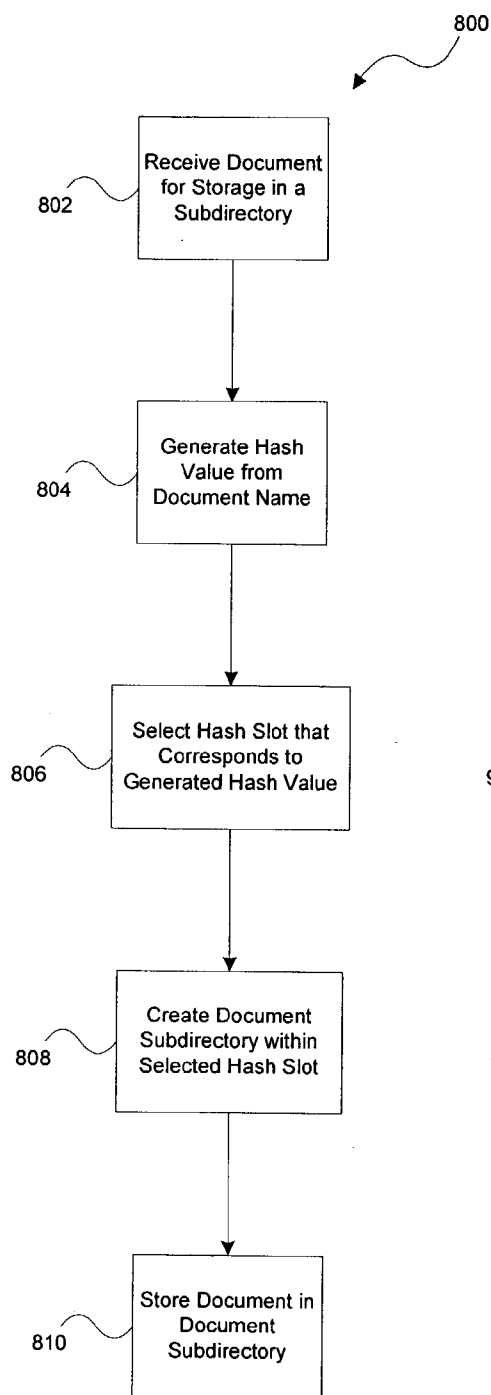 800
Receive Document
for Storage in a
Subdirectory
802
Generate Hash
Value from
Document Name
804
Select Hash Slot that
Corresponds to
Generated Hash Value
806
9
Create Document
Subdirectory within
Selected Hash Slot
808
Store Document in
Document
Subdirectory
810